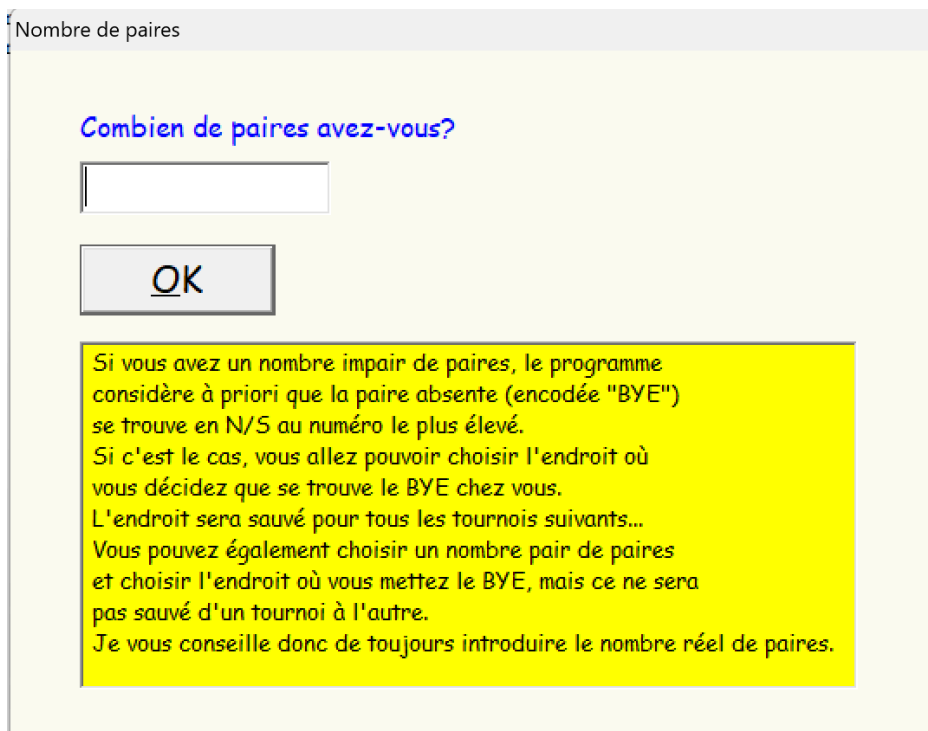 Nombre de paires
Combien de paires avez-vous?
OK
Si vous avez un nombre impair de paires, le programme
considère à priori que la paire absente (encodée "BYE")
se trouve en N/S au numéro le plus élevé.
Si c'est le cas, vous allez pouvoir choisir l'endroit où
vous décidez que se trouve le BYE chez vous.
L'endroit sera sauvé pour tous les tournois suivants...
Vous pouvez également choisir un nombre pair de paires
et choisir l'endroit où vous mettez le BYE, mais ce ne sera
pas sauvé d'un tournoi à l'autre.
Je vous conseille donc de toujours introduire le nombre réel de paires.